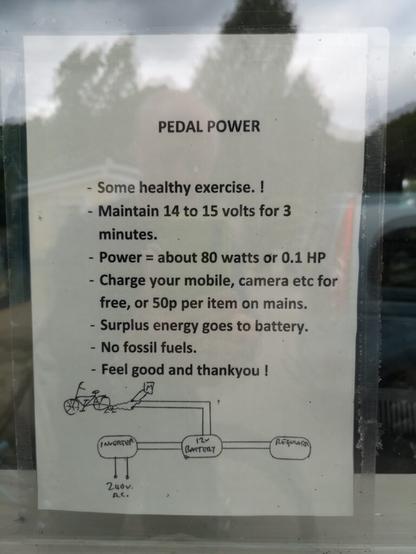 PEDAL POWER
- Some healthy exercise. !
- Maintain 14 to 15 volts for 3
minutes.
- Power = about 80 watts or 0.1 HP
- Charge your mobile, camera etc for
free, or 50p per item on mains.
- Surplus energy goes to battery.
- No fossil fuels.
- Feel good and thankyou !
INVERTER
12v
BATTERY
240v.
A.C.